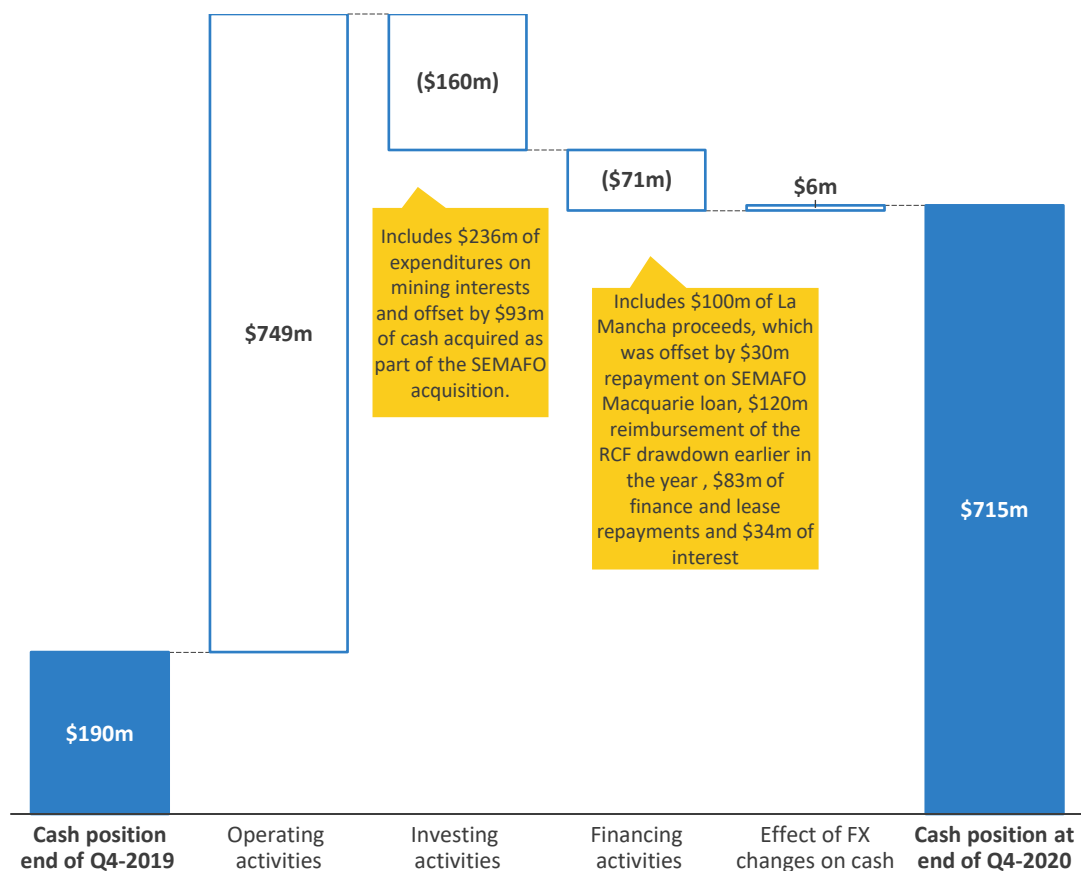 ($160m)
($71m)
$6m
Includes $236m of
expenditures on
mining interests
and offset by $93m
of cash acquired as
part of the SEMAFO
acquisition.
Includes $100m of La
Mancha proceeds, which
was offset by $30m
repayment on SEMAFO
Macquarie loan, $120m
reimbursement of the
RCF drawdown earlier in
the year , $83m of
finance and lease
repayments and $34m of
interest
$749m
$715m
$190m
Cash position
end of Q4-2019
Operating
activities
Investing
activities
Financing
activities
Effect of FX
changes on cash
Cash position at
end of Q4-2020